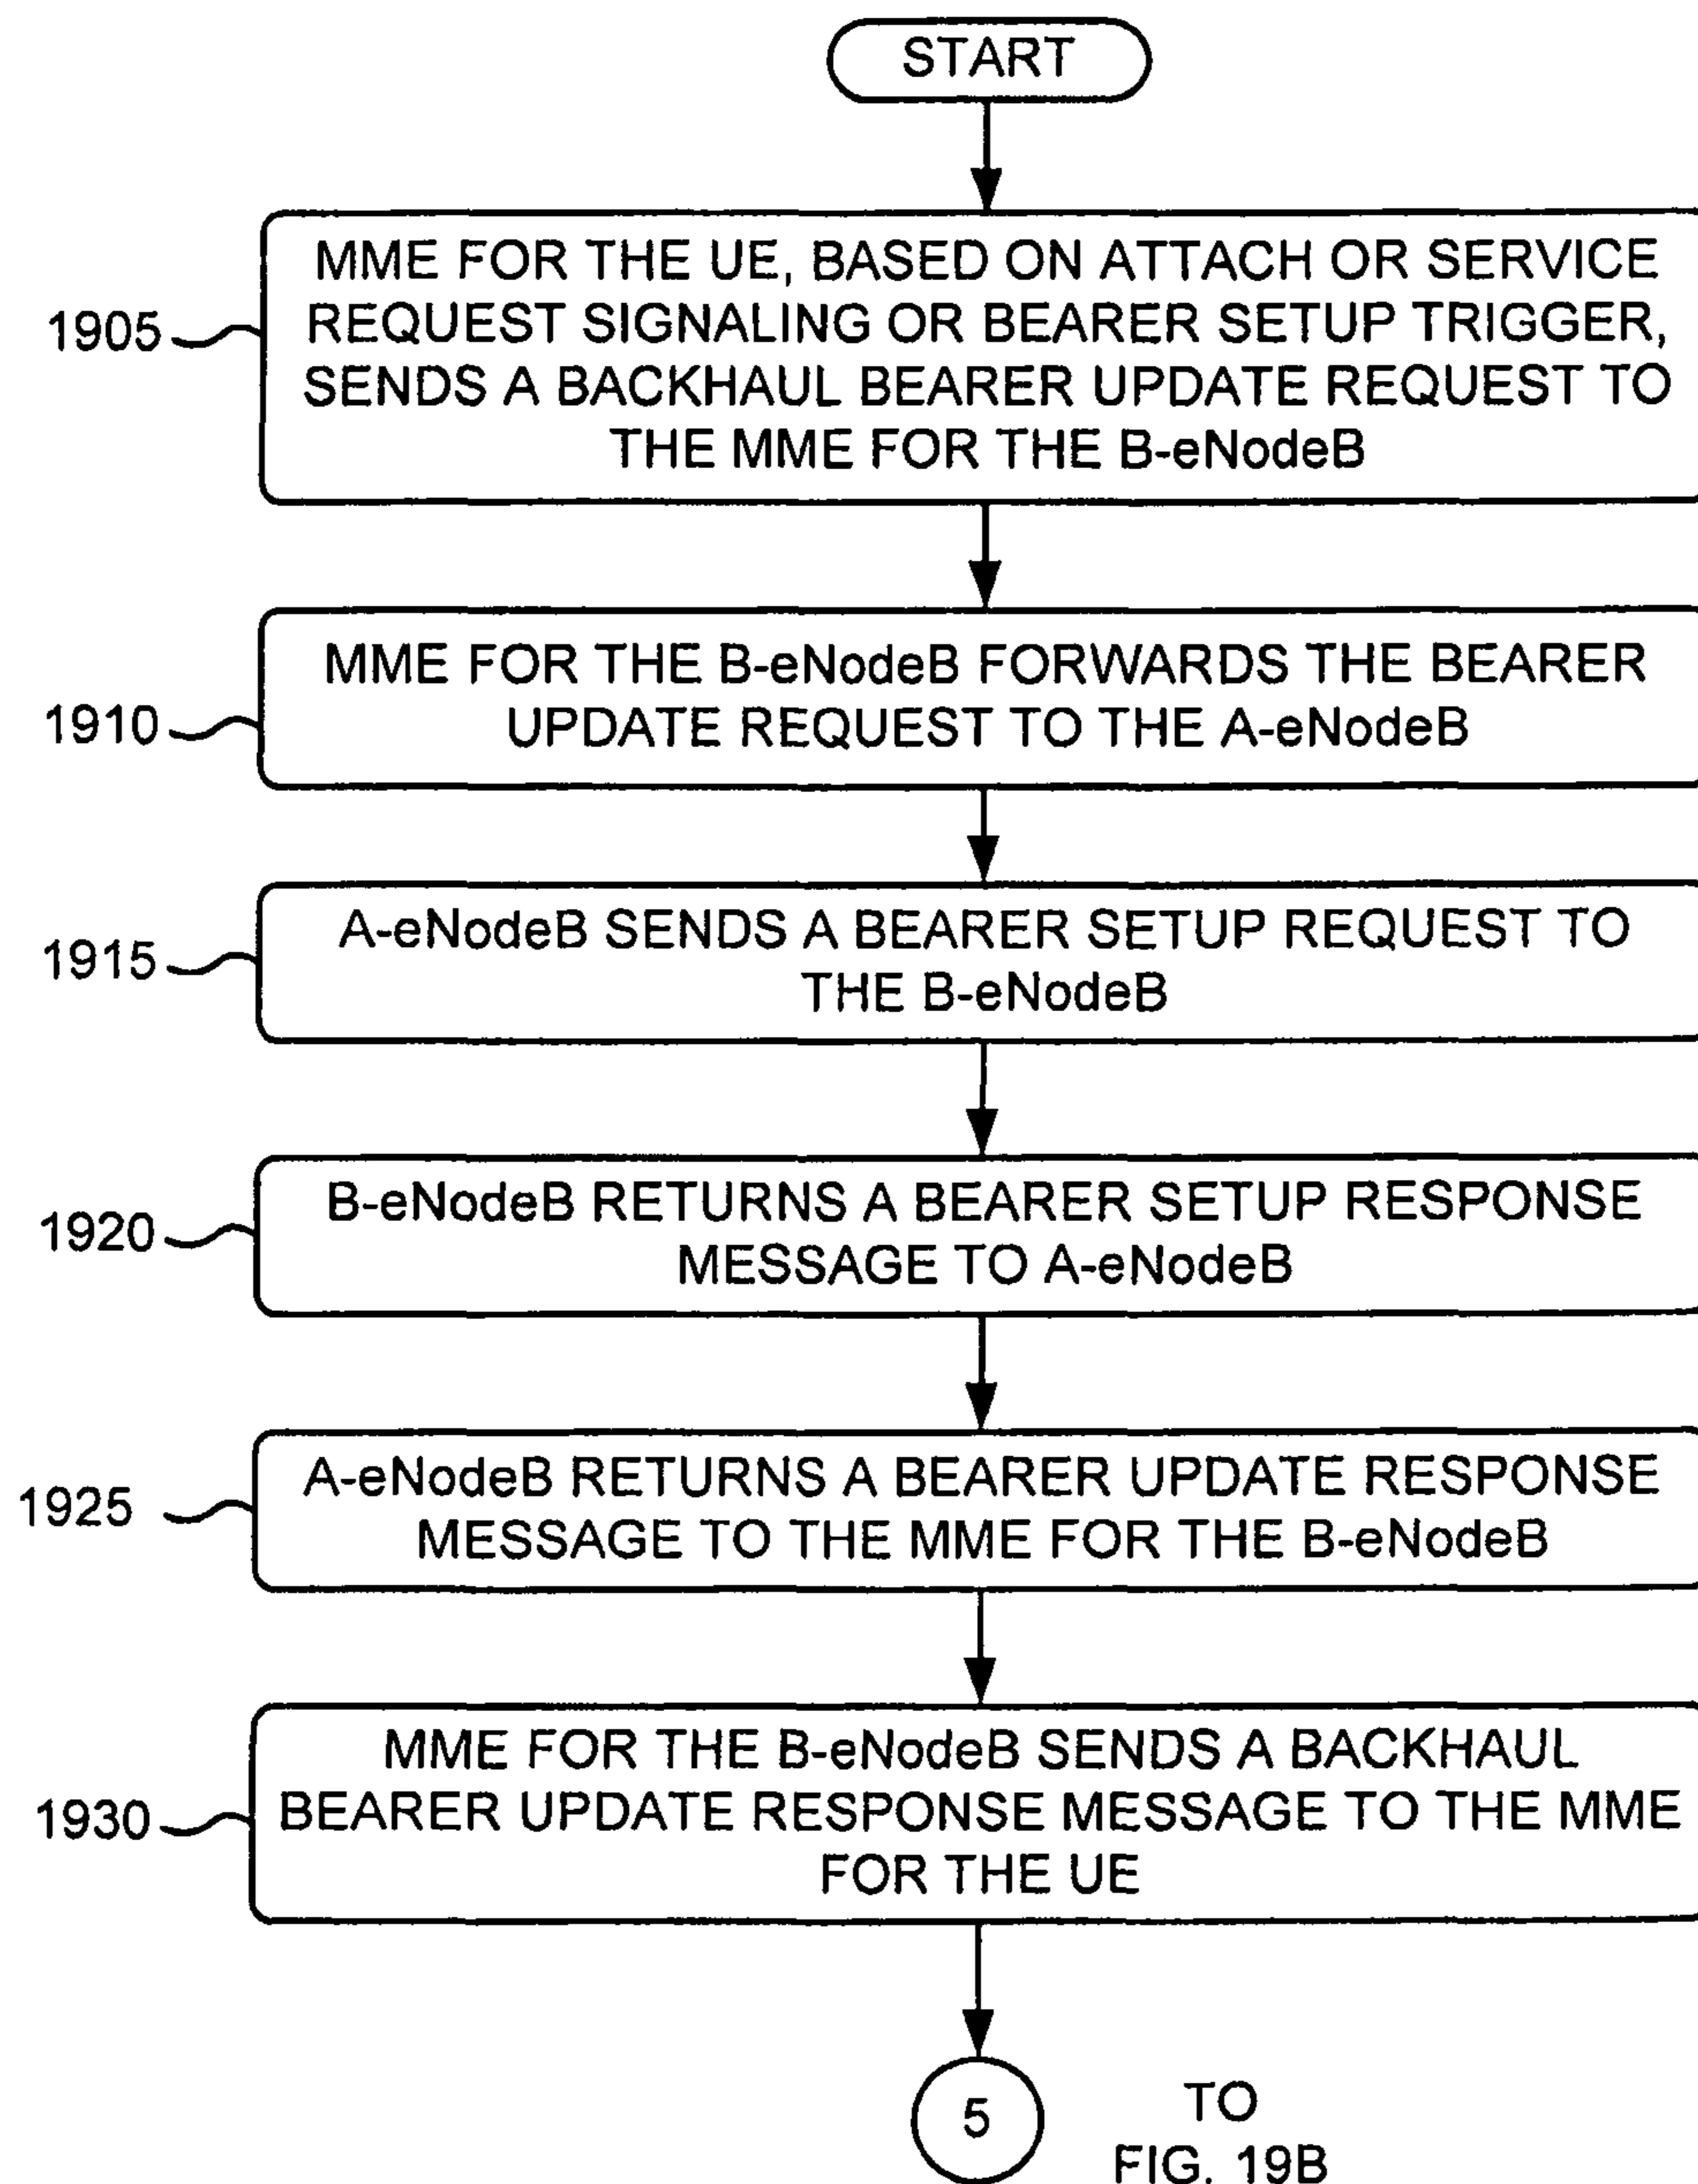 START
1905
MME FOR THE UE, BASED ON ATTACH OR SERVICE
REQUEST SIGNALING OR BEARER SETUP TRIGGER,
SENDS A BACKHAUL BEARER UPDATE REQUEST TO
THE MME FOR THE B-eNodeB
1910
MME FOR THE B-eNodeB FORWARDS THE BEARER
UPDATE REQUEST TO THE A-eNodeB
1915
A-eNodeB SENDS A BEARER SETUP REQUEST TO
THE B-eNodeB
1920
B-eNodeB RETURNS A BEARER SETUP RESPONSE
MESSAGE TO A-eNodeB
1925
A-eNodeB RETURNS A BEARER UPDATE RESPONSE
MESSAGE TO THE MME FOR THE B-eNodeB
1930
MME FOR THE B-eNodeB SENDS A BACKHAUL
BEARER UPDATE RESPONSE MESSAGE TO THE MME
FOR THE UE
5
TO
FIG. 19B